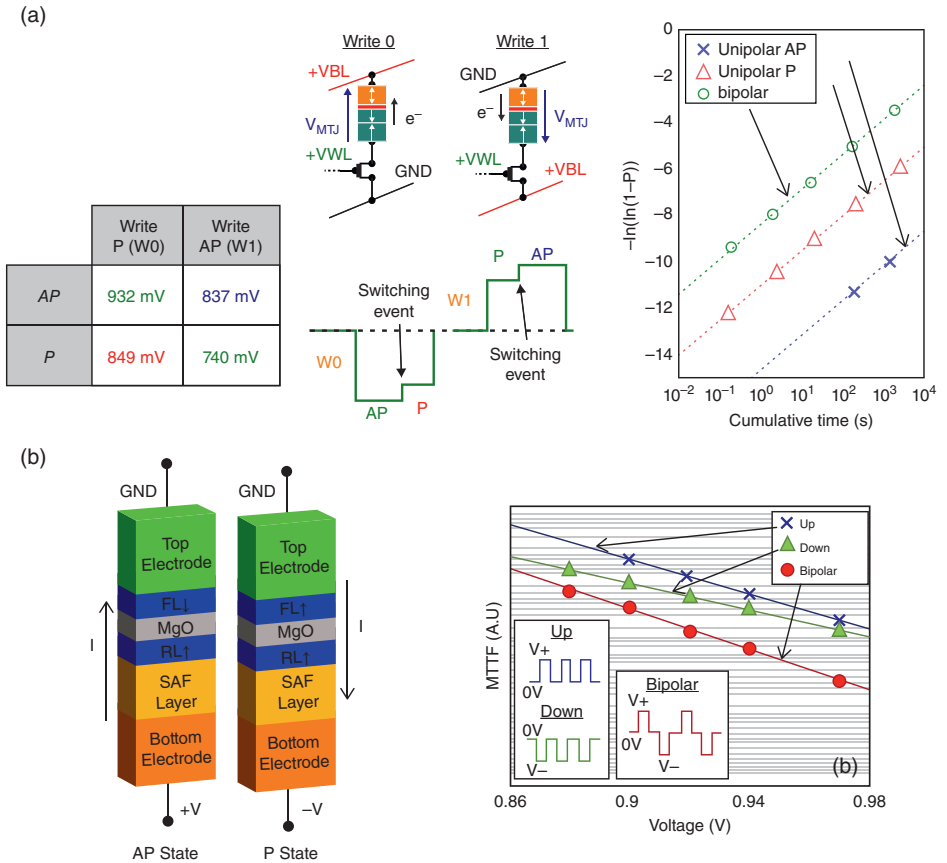 (a)
Write 0
Write 1
+VBL
GND
V_MTJ
e⁻
e⁻
V_MTJ
+VWL
GND
+VWL
+VBL
Write
P (W0)
Write
AP (W1)
AP
932 mV
837 mV
P
849 mV
740 mV
P
AP
Switching
event
W1
W0
Switching
event
AP
P
Unipolar AP
Unipolar P
bipolar
−ln(ln(1−P))
0
−2
−4
−6
−8
−10
−12
−14
10⁻²
10⁻¹
10⁰
10¹
10²
10³
10⁴
Cumulative time (s)
(b)
GND
GND
Top
Electrode
FL↓
MgO
RL↑
SAF
Layer
Bottom
Electrode
I
+V
AP State
Top
Electrode
FL↑
MgO
RL↑
SAF
Layer
Bottom
Electrode
I
−V
P State
MTTF (A.U)
Up
Down
Bipolar
Up
V+
0V
Down
0V
V−
Bipolar
V+
0V
V−
(b)
0.86
0.9
0.94
0.98
Voltage (V)